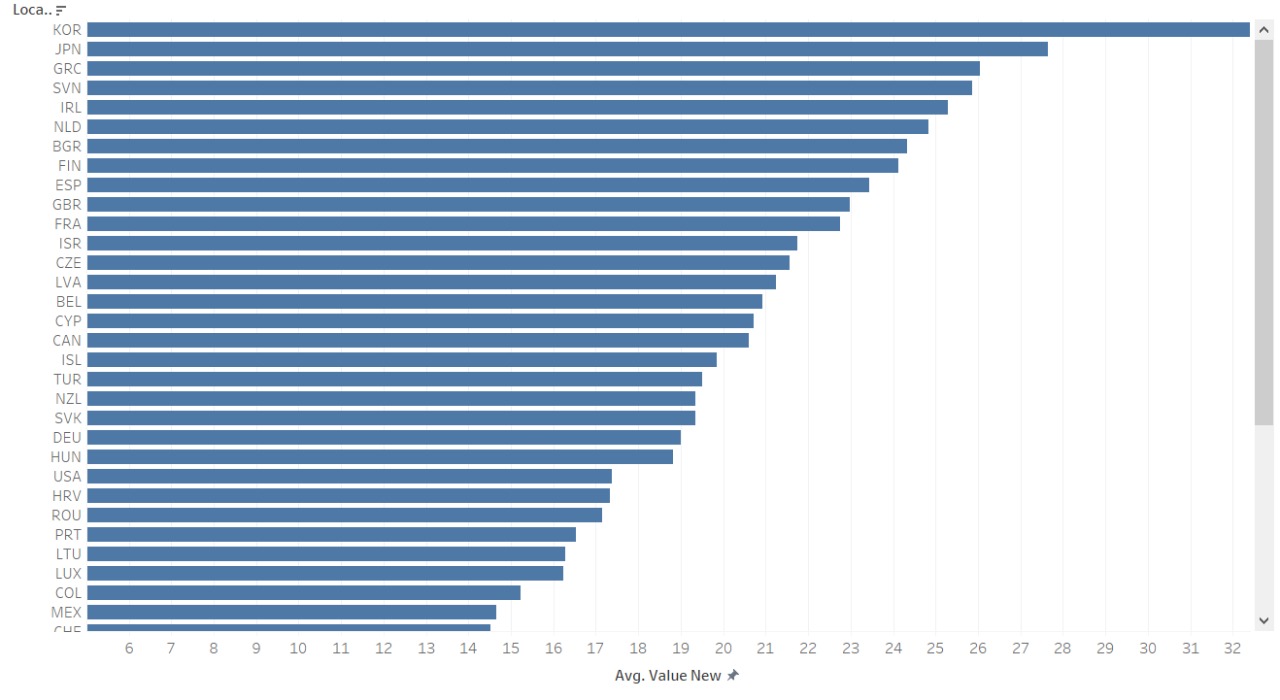 Loca..
KOR
JPN
GRC
SVN
IRL
NLD
BGR
FIN
ESP
GBR
FRA
ISR
CZE
LVA
BEL
CYP
CAN
ISL
TUR
NZL
SVK
DEU
HUN
USA
HRV
ROU
PRT
LTU
LUX
COL
MEX
CHE
6 7 8 9 10 11 12 13 14 15 16 17 18 19 20 21 22 23 24 25 26 27 28 29 30 31 32
Avg. Value New